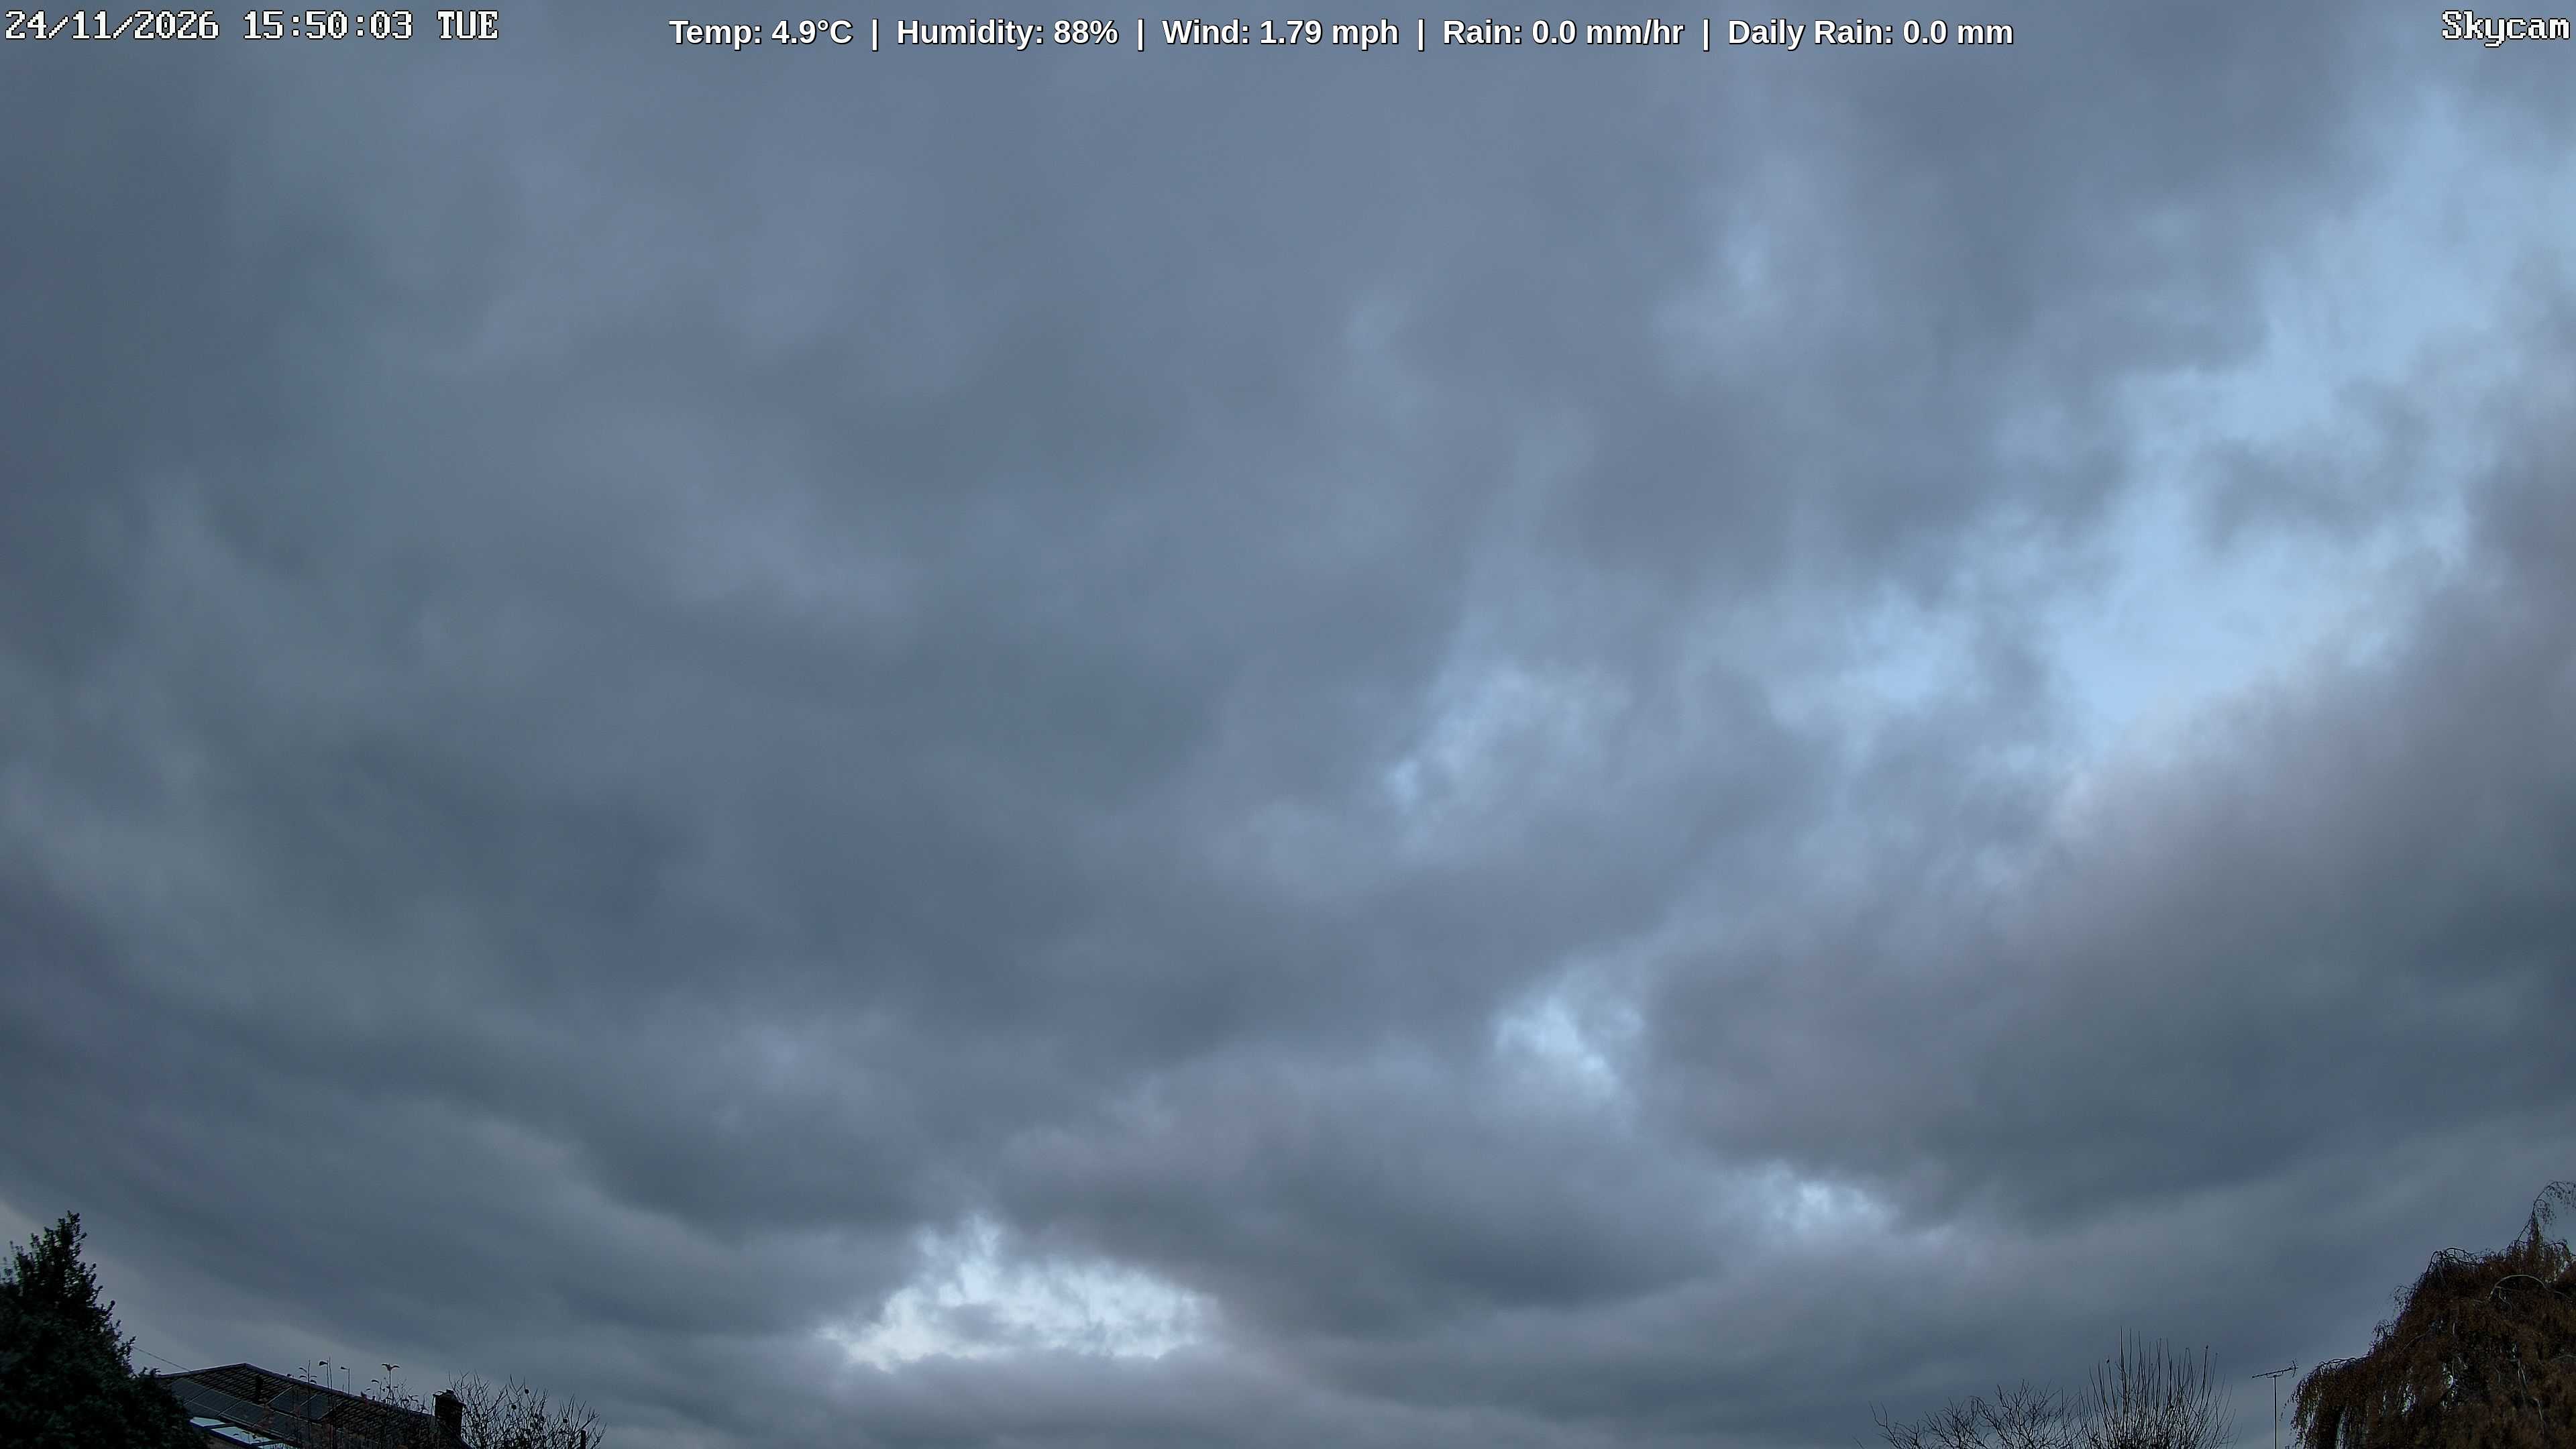 24/11/2026 15:50:03 TUE
Temp: 4.9°C | Humidity: 88% | Wind: 1.79 mph | Rain: 0.0 mm/hr | Daily Rain: 0.0 mm
Skycam